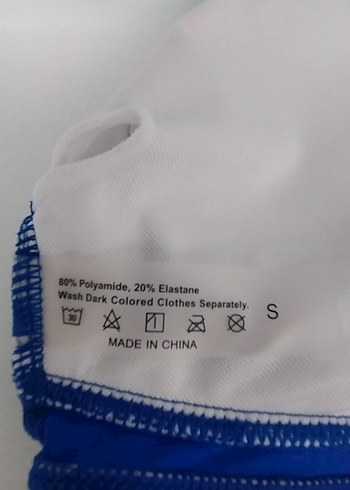 80% Polyamide, 20% Elastane
Wash Dark Colored Clothes Separately.
S
30
MADE IN CHINA